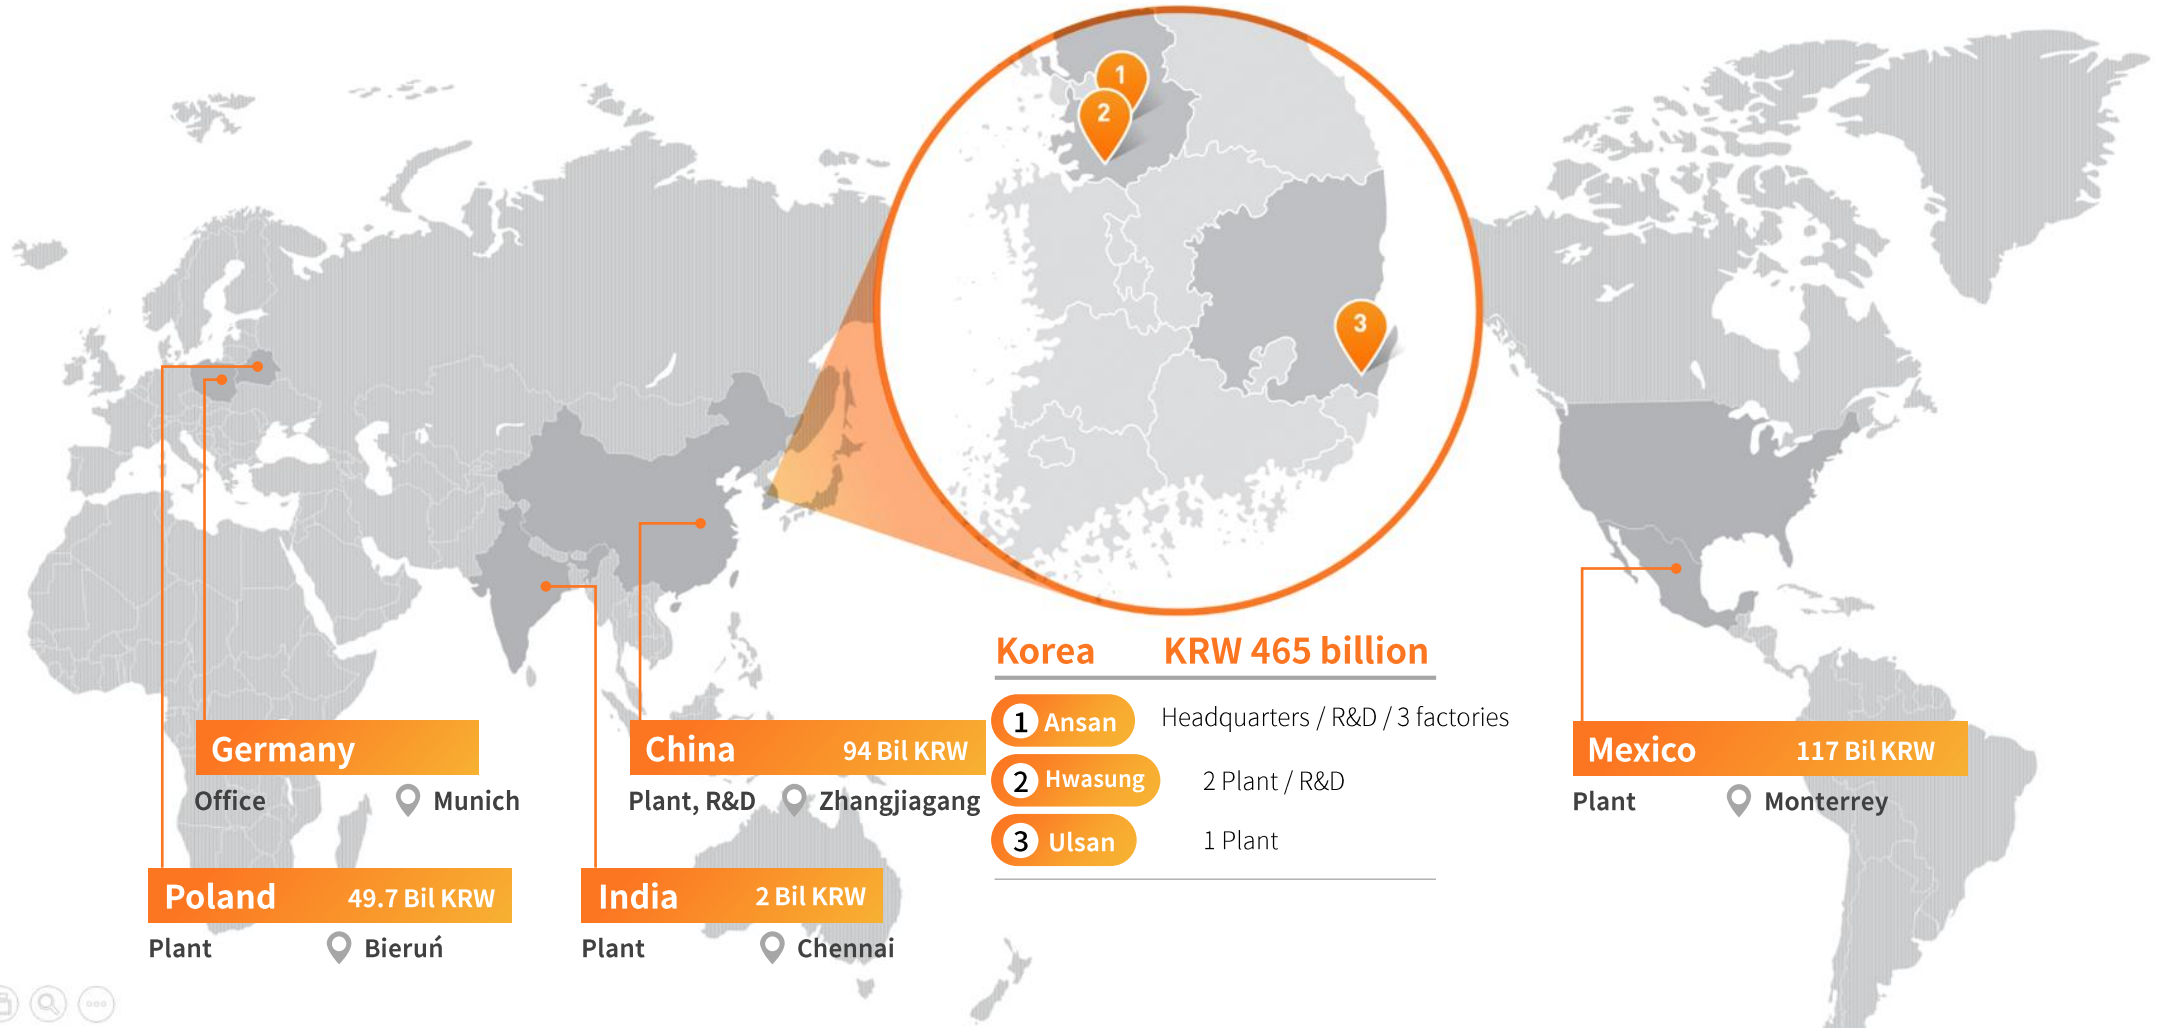 1
2
3
Korea KRW 465 billion
1 Ansan Headquarters / R&D / 3 factories
2 Hwasung 2 Plant / R&D
3 Ulsan 1 Plant
Germany
Office Munich
China 94 Bil KRW
Plant, R&D Zhangjiagang
Mexico 117 Bil KRW
Plant Monterrey
Poland 49.7 Bil KRW
Plant Bieruń
India 2 Bil KRW
Plant Chennai